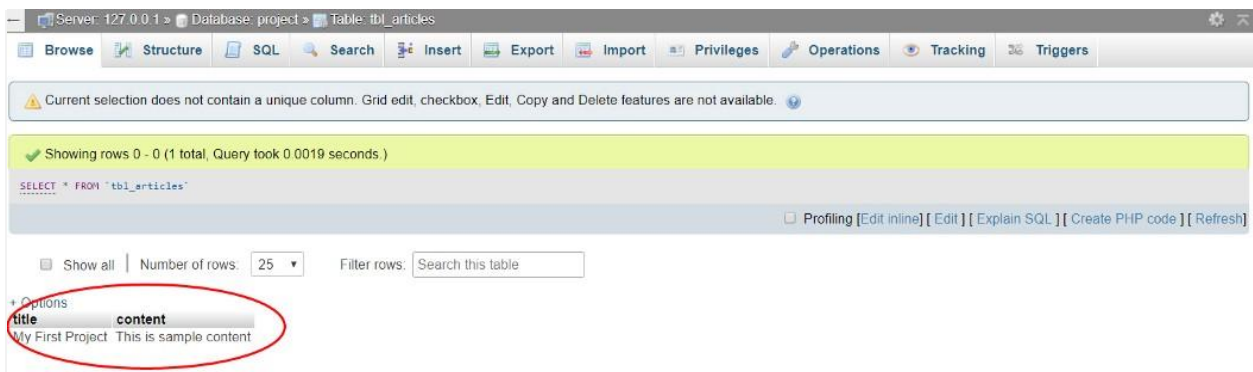 Server: 127.0.0.1 » Database: project » Table: tbl_articles
Browse Structure SQL Search Insert Export Import Privileges Operations Tracking Triggers
Current selection does not contain a unique column. Grid edit, checkbox, Edit, Copy and Delete features are not available.
Showing rows 0 - 0 (1 total, Query took 0.0019 seconds.)
SELECT * FROM `tbl_articles`
Profiling [Edit inline] [ Edit ] [ Explain SQL ] [ Create PHP code ] [ Refresh]
Show all | Number of rows: 25 Filter rows: Search this table
+ Options
title content
My First Project This is sample content